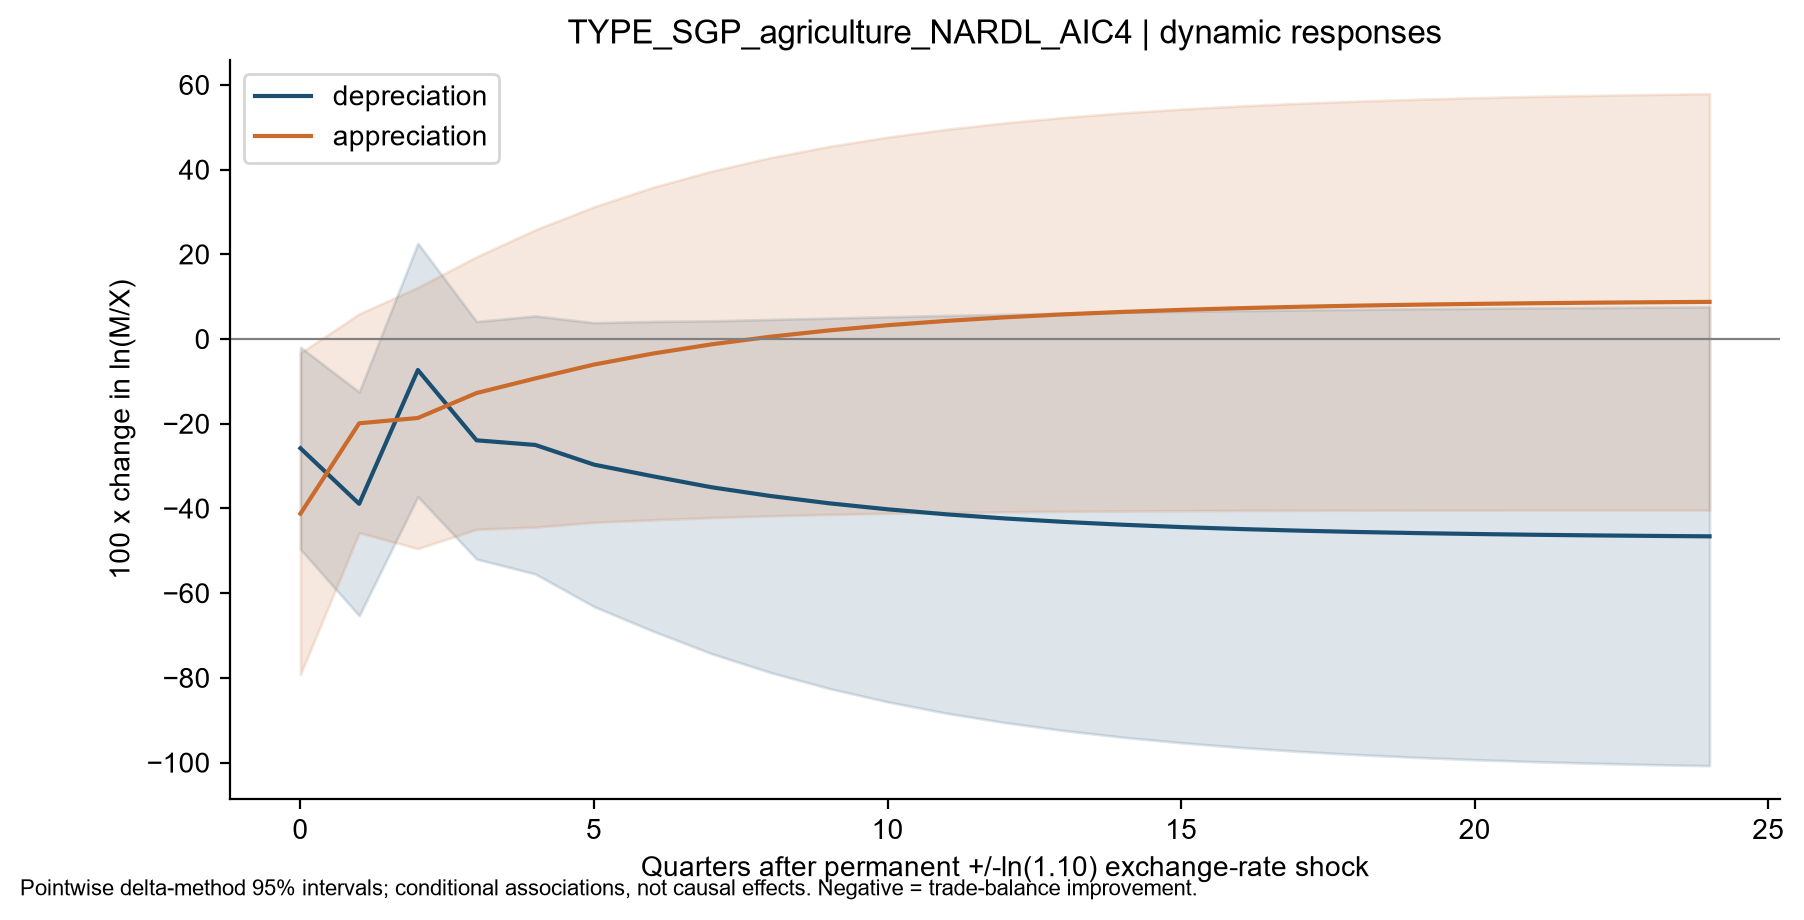 TYPE_SGP_agriculture_NARDL_AIC4 | dynamic responses
depreciation
appreciation
100 x change in ln(M/X)
60
40
20
0
−20
−40
−60
−80
−100
0 5 10 15 20 25
Quarters after permanent +/-ln(1.10) exchange-rate shock
Pointwise delta-method 95% intervals; conditional associations, not causal effects. Negative = trade-balance improvement.